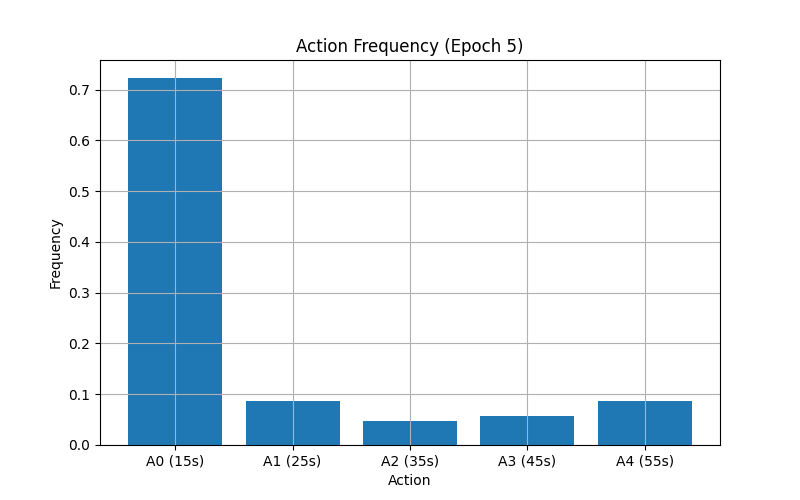 Action Frequency (Epoch 5)
Frequency
0.7
0.6
0.5
0.4
0.3
0.2
0.1
0.0
A0 (15s) A1 (25s) A2 (35s) A3 (45s) A4 (55s)
Action